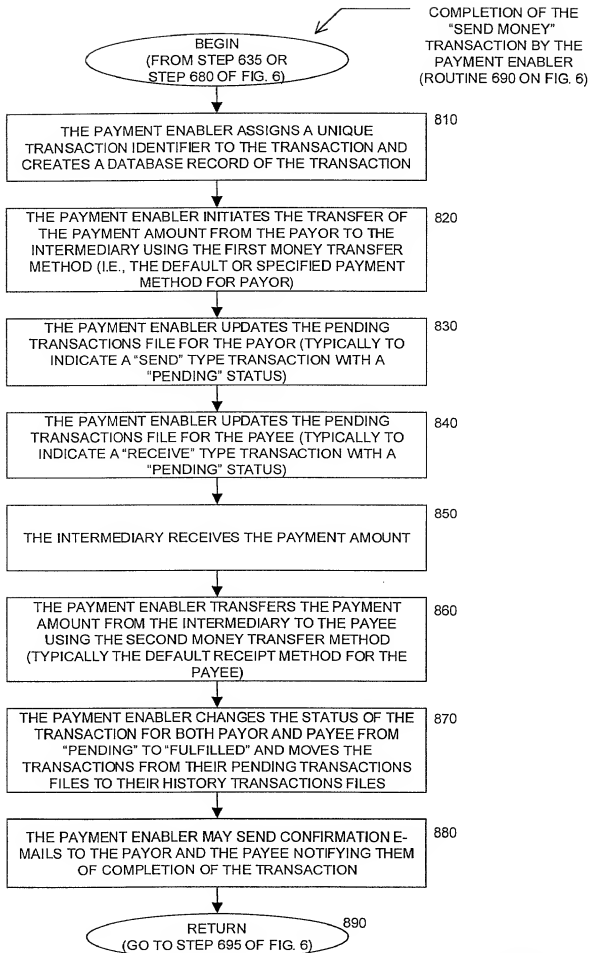 COMPLETION OF THE
"SEND MONEY"
TRANSACTION BY THE
PAYMENT ENABLER
(ROUTINE 690 ON FIG. 6)
BEGIN
(FROM STEP 635 OR
STEP 680 OF FIG. 6)
810
THE PAYMENT ENABLER ASSIGNS A UNIQUE
TRANSACTION IDENTIFIER TO THE TRANSACTION AND
CREATES A DATABASE RECORD OF THE TRANSACTION
820
THE PAYMENT ENABLER INITIATES THE TRANSFER OF
THE PAYMENT AMOUNT FROM THE PAYOR TO THE
INTERMEDIARY USING THE FIRST MONEY TRANSFER
METHOD (I.E., THE DEFAULT OR SPECIFIED PAYMENT
METHOD FOR PAYOR)
830
THE PAYMENT ENABLER UPDATES THE PENDING
TRANSACTIONS FILE FOR THE PAYOR (TYPICALLY TO
INDICATE A "SEND" TYPE TRANSACTION WITH A
"PENDING" STATUS)
840
THE PAYMENT ENABLER UPDATES THE PENDING
TRANSACTIONS FILE FOR THE PAYEE (TYPICALLY TO
INDICATE A "RECEIVE" TYPE TRANSACTION WITH A
"PENDING" STATUS)
850
THE INTERMEDIARY RECEIVES THE PAYMENT AMOUNT
860
THE PAYMENT ENABLER TRANSFERS THE PAYMENT
AMOUNT FROM THE INTERMEDIARY TO THE PAYEE
USING THE SECOND MONEY TRANSFER METHOD
(TYPICALLY THE DEFAULT RECEIPT METHOD FOR THE
PAYEE)
870
THE PAYMENT ENABLER CHANGES THE STATUS OF THE
TRANSACTION FOR BOTH PAYOR AND PAYEE FROM
"PENDING" TO "FULFILLED" AND MOVES THE
TRANSACTIONS FROM THEIR PENDING TRANSACTIONS
FILES TO THEIR HISTORY TRANSACTIONS FILES
880
THE PAYMENT ENABLER MAY SEND CONFIRMATION E-
MAILS TO THE PAYOR AND THE PAYEE NOTIFYING THEM
OF COMPLETION OF THE TRANSACTION
890
RETURN
(GO TO STEP 695 OF FIG. 6)